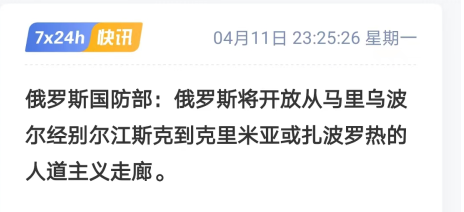 7x24h 快讯 04月11日 23:25:26 星期一
俄罗斯国防部：俄罗斯将开放从马里乌波
尔经别尔江斯克到克里米亚或扎波罗热的
人道主义走廊。